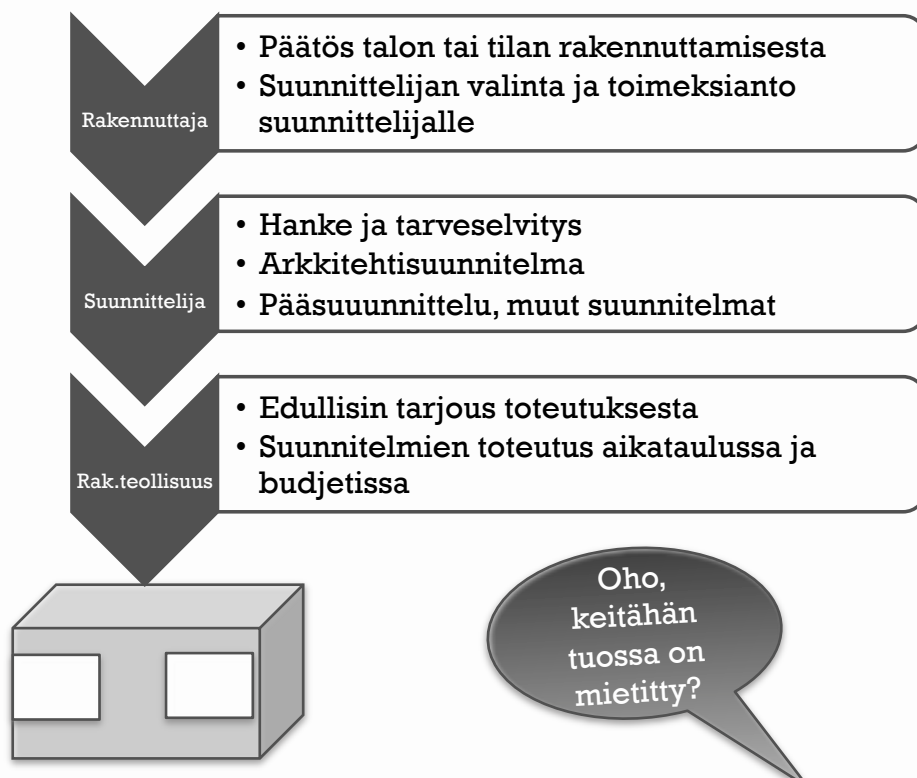 Rakennuttaja
• Päätös talon tai tilan rakennuttamisesta
• Suunnittelijan valinta ja toimeksianto
suunnittelijalle
Suunnittelija
• Hanke ja tarveselvitys
• Arkkitehtisuunnitelma
• Pääsuuunnittelu, muut suunnitelmat
Rak.teollisuus
• Edullisin tarjous toteutuksesta
• Suunnitelmien toteutus aikataulussa ja
budjetissa
Oho,
keitähän
tuossa on
mietitty?